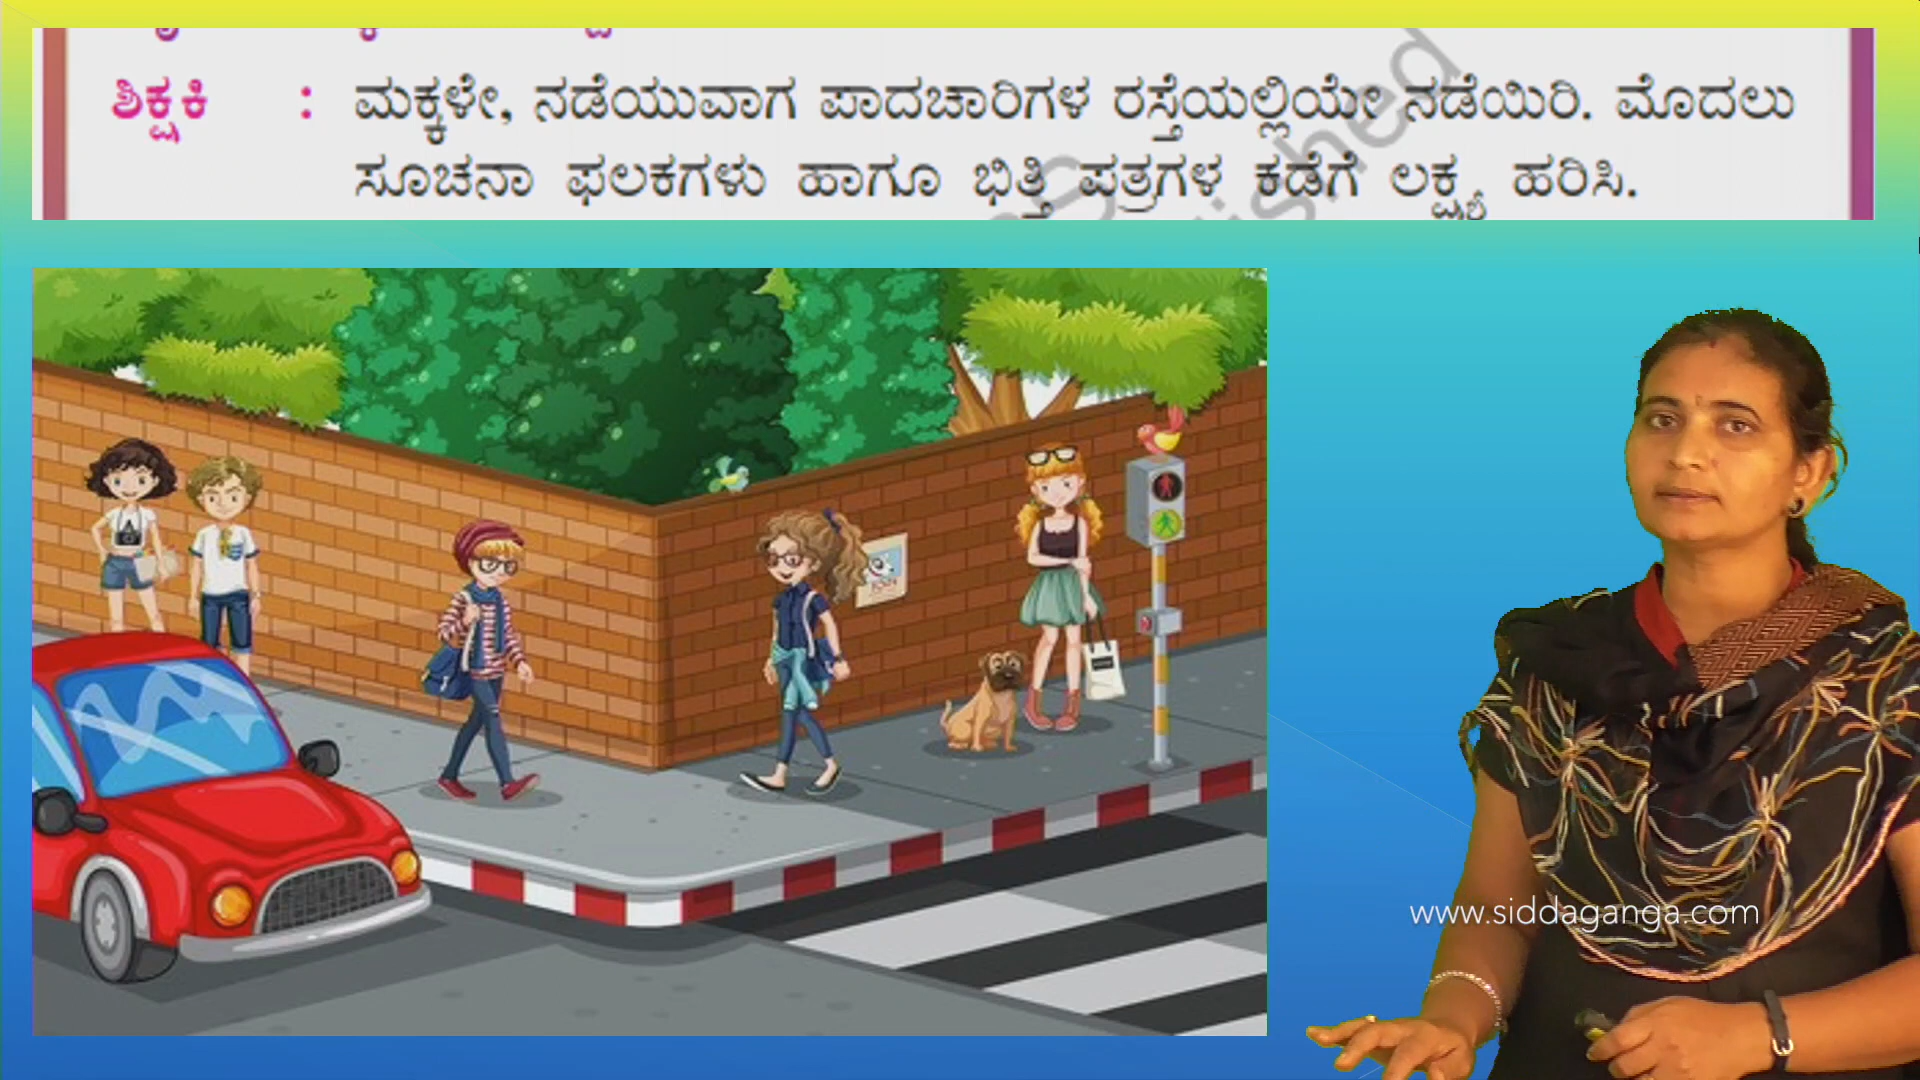 ಶಿಕ್ಷಕಿ : ಮಕ್ಕಳೇ, ನಡೆಯುವಾಗ ಪಾದಚಾರಿಗಳ ರಸ್ತೆಯಲ್ಲಿಯೇ ನಡೆಯಿರಿ. ಮೊದಲು
ಸೂಚನಾ ಫಲಕಗಳು ಹಾಗೂ ಭಿತ್ತಿ ಪತ್ರಗಳ ಕಡೆಗೆ ಲಕ್ಷ್ಯ ಹರಿಸಿ.
www.siddaganga.com